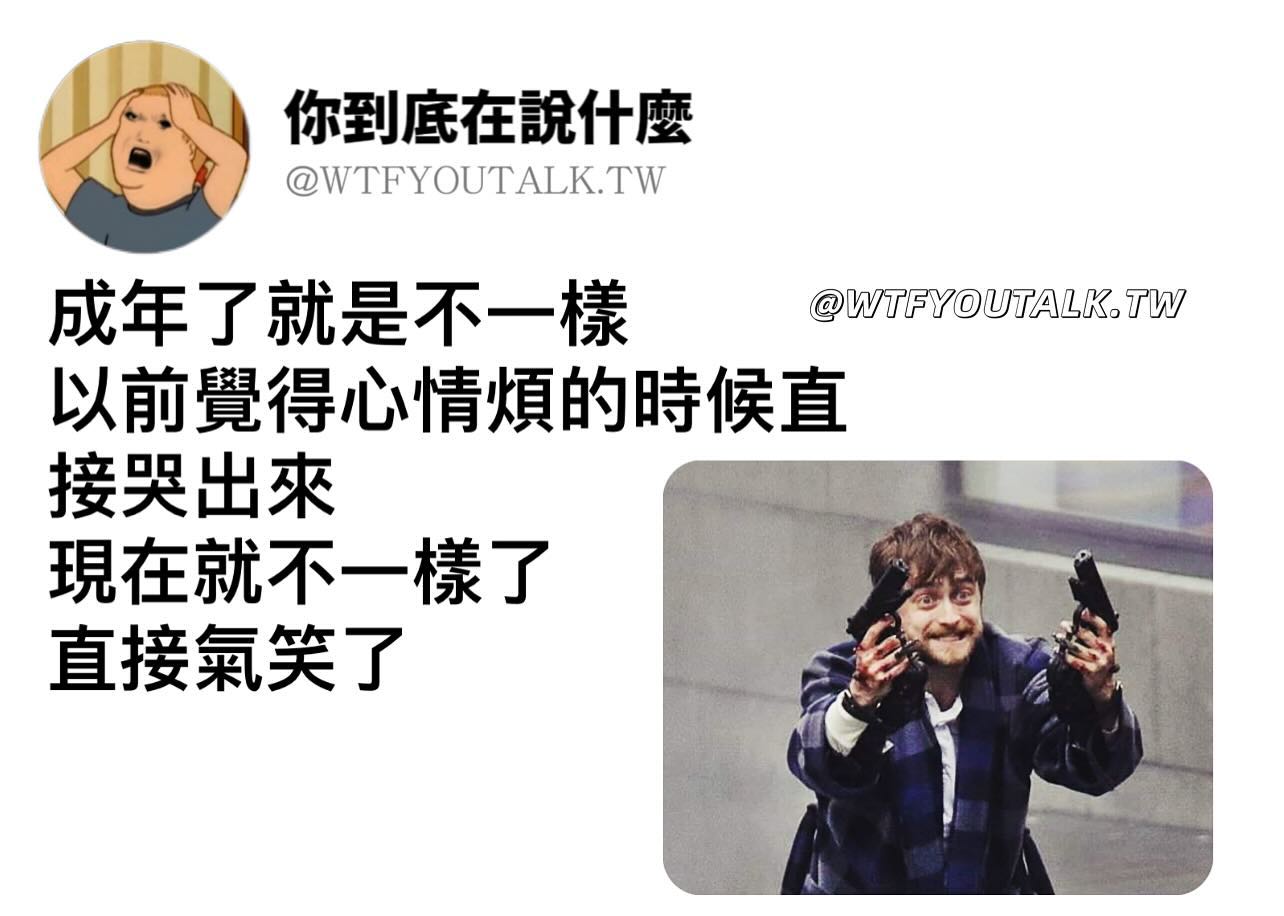 你到底在說什麼
@WTFYOUTALK.TW
成年了就是不一樣
@WTFYOUTALK.TW
以前覺得心情煩的時候直
接哭出來
現在就不一樣了
直接氣笑了